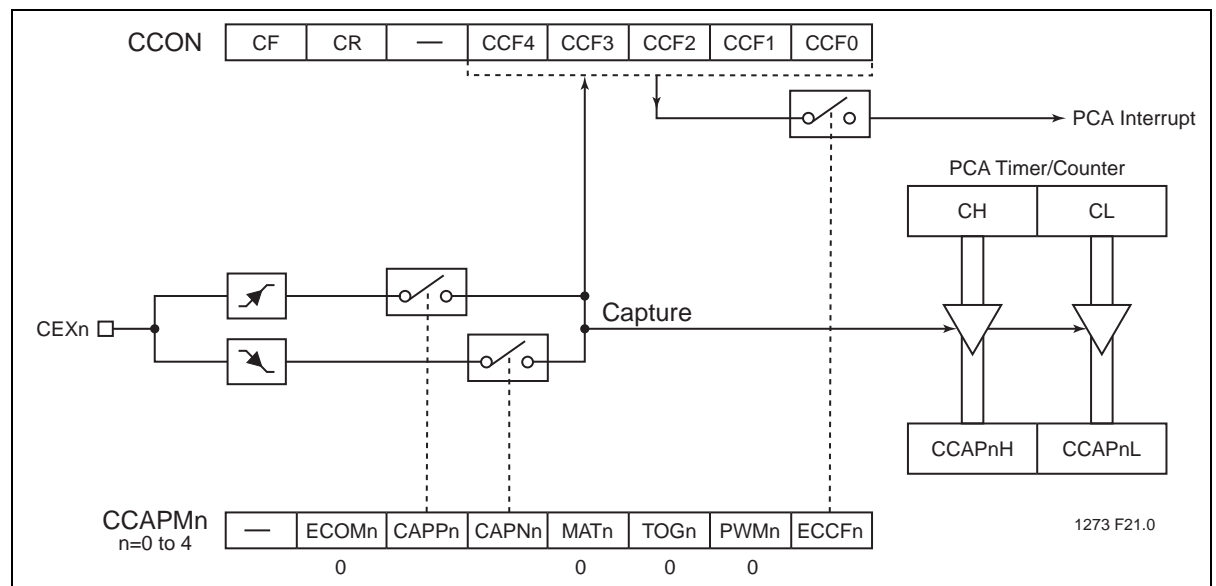 CCON CF CR — CCF4 CCF3 CCF2 CCF1 CCF0
PCA Interrupt
PCA Timer/Counter
CH CL
CEXn
Capture
CCAPnH CCAPnL
CCAPMn
n=0 to 4
— ECOMn CAPPn CAPNn MATn TOGn PWMn ECCFn
0 0 0 0
1273 F21.0